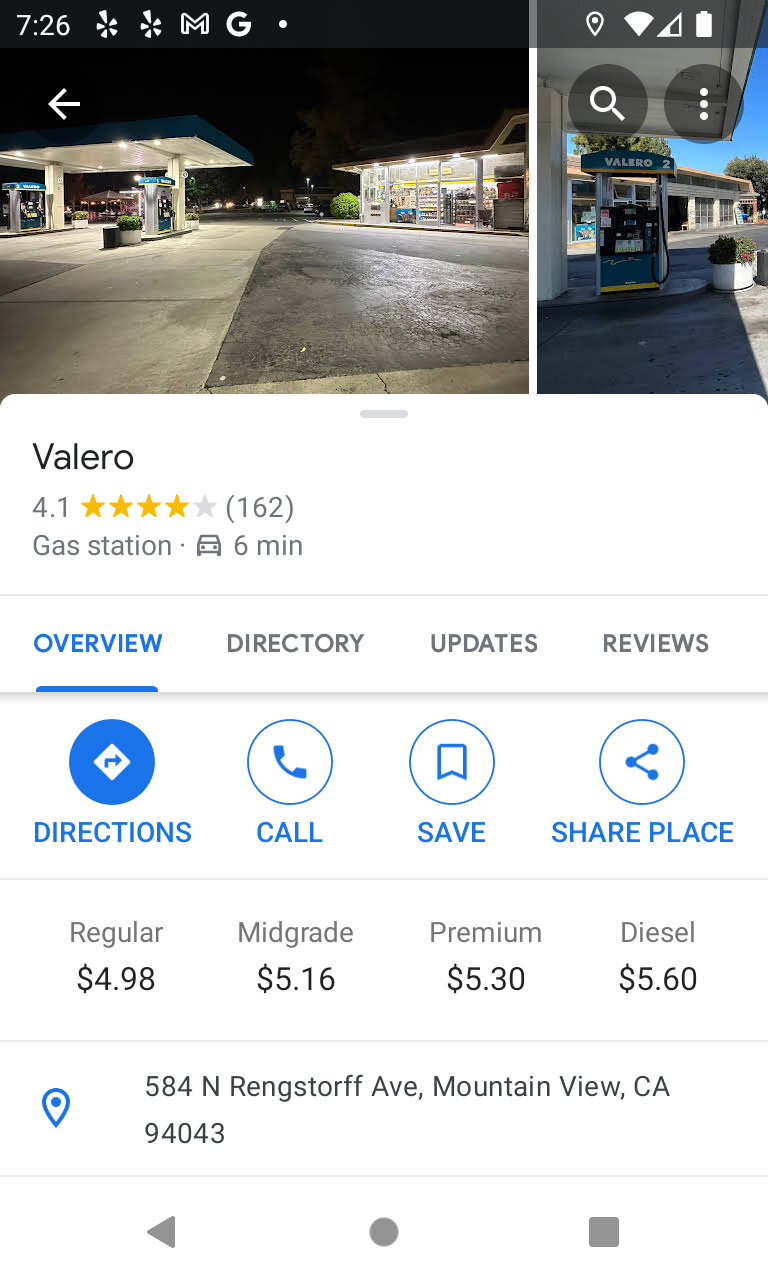 7:26
VALERO 2
Valero
4.1 (162)
Gas station · 6 min
OVERVIEW DIRECTORY UPDATES REVIEWS
DIRECTIONS CALL SAVE SHARE PLACE
Regular Midgrade Premium Diesel
$4.98 $5.16 $5.30 $5.60
584 N Rengstorff Ave, Mountain View, CA
94043